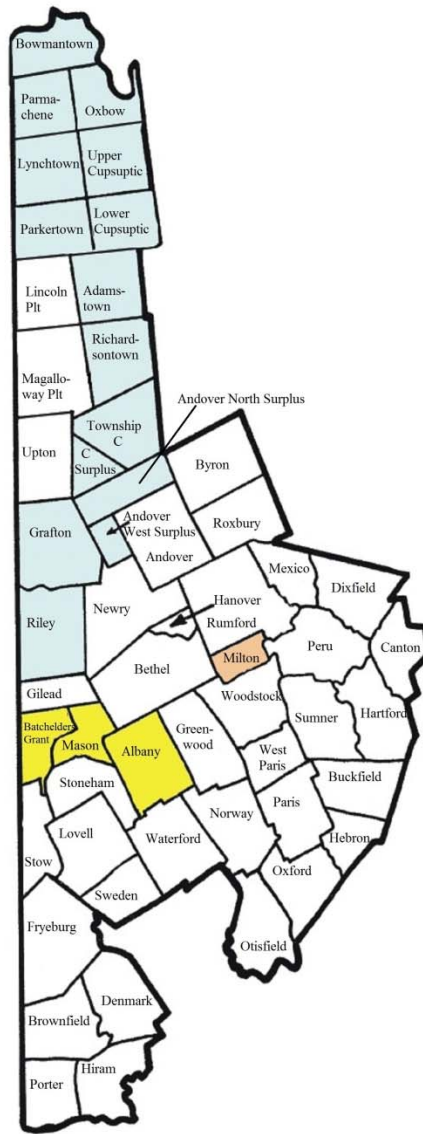 Bowmantown
Parma-
chene
Oxbow
Lynchtown
Upper
Cupsuptic
Parkertown
Lower
Cupsuptic
Lincoln
Plt
Adams-
town
Richard-
sontown
Magallo-
way Plt
Andover North Surplus
Township
C
Upton
C
Surplus
Byron
Grafton
Andover
West Surplus
Roxbury
Andover
Mexico
Dixfield
Newry
Hanover
Rumford
Riley
Peru
Canton
Milton
Bethel
Gilead
Woodstock
Hartford
Sumner
Batchelders
Grant
Mason
Albany
Green-
wood
West
Paris
Buckfield
Stoneham
Paris
Norway
Lovell
Waterford
Hebron
Stow
Oxford
Sweden
Fryeburg
Otisfield
Denmark
Brownfield
Porter
Hiram